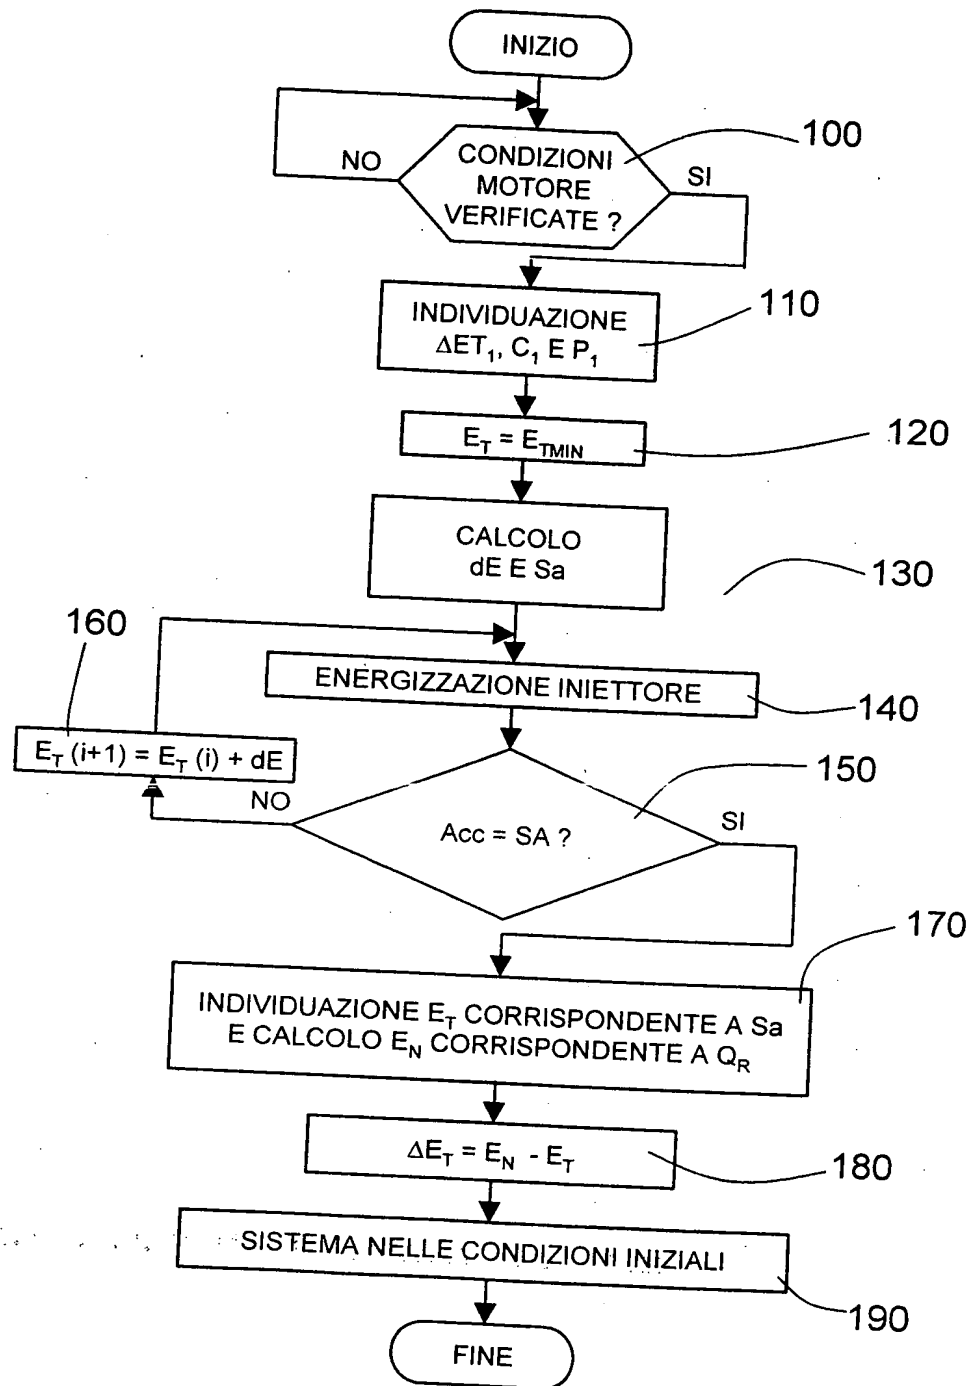 INIZIO
100
NO
CONDIZIONI
MOTORE
VERIFICATE ?
SI
110
INDIVIDUAZIONE
ΔET₁, C₁ E P₁
120
E_T = E_TMIN
CALCOLO
dE E Sa
130
160
ENERGIZZAZIONE INIETTORE
140
E_T (i+1) = E_T (i) + dE
NO
150
Acc = SA ?
SI
170
INDIVIDUAZIONE E_T CORRISPONDENTE A Sa
E CALCOLO E_N CORRISPONDENTE A Q_R
ΔE_T = E_N - E_T
180
SISTEMA NELLE CONDIZIONI INIZIALI
190
FINE